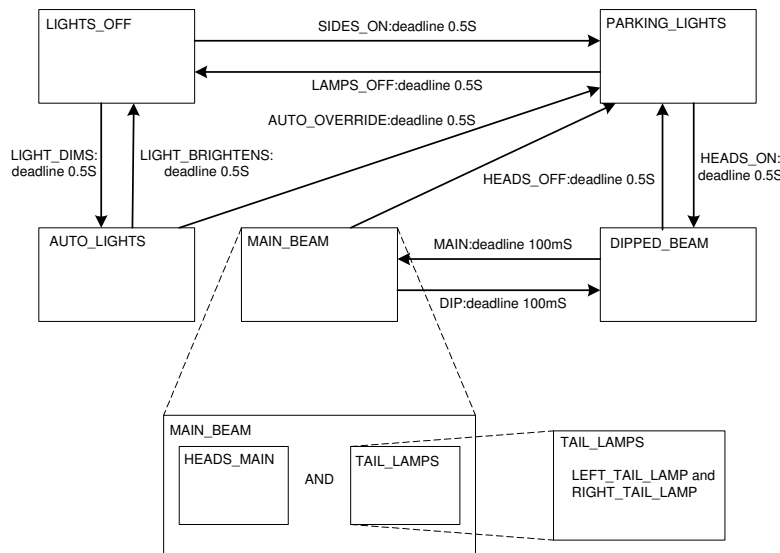 LIGHTS_OFF
SIDES_ON:deadline 0.5S
PARKING_LIGHTS
LAMPS_OFF:deadline 0.5S
AUTO_OVERRIDE:deadline 0.5S
LIGHT_DIMS:
deadline 0.5S
LIGHT_BRIGHTENS:
deadline 0.5S
HEADS_OFF:deadline 0.5S
HEADS_ON:
deadline 0.5S
AUTO_LIGHTS
MAIN_BEAM
MAIN:deadline 100mS
DIPPED_BEAM
DIP:deadline 100mS
MAIN_BEAM
HEADS_MAIN
AND
TAIL_LAMPS
TAIL_LAMPS
LEFT_TAIL_LAMP and
RIGHT_TAIL_LAMP